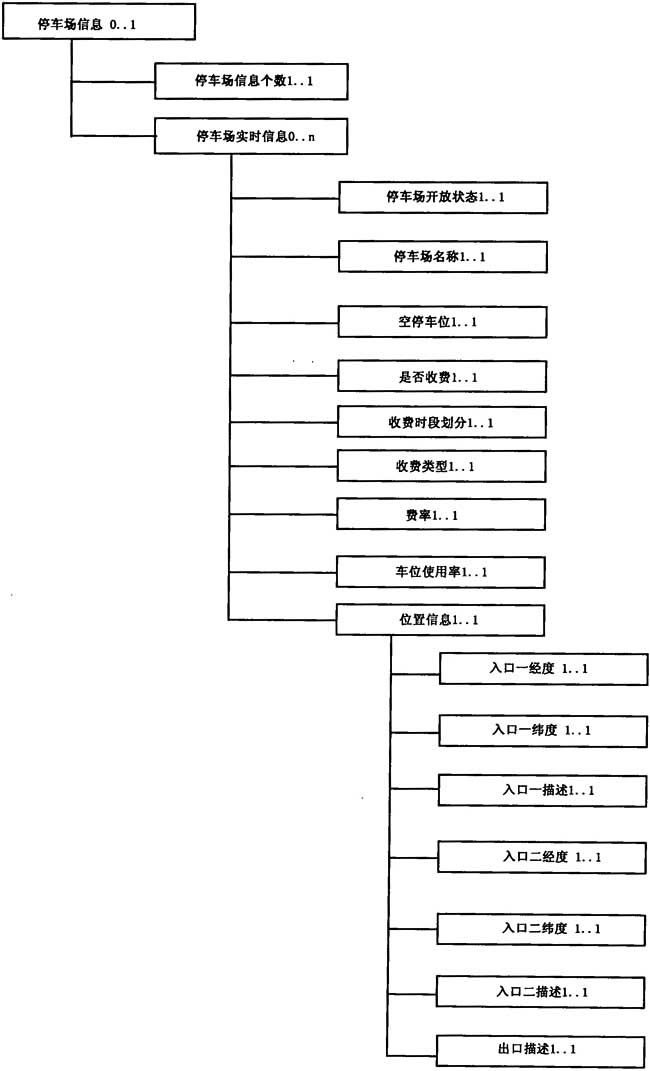 停车场信息 0..1
停车场信息个数1..1
停车场实时信息0..n
停车场开放状态1..1
停车场名称1..1
空停车位1..1
是否收费1..1
收费时段划分1..1
收费类型1..1
费率1..1
车位使用率1..1
位置信息1..1
入口一经度 1..1
入口一纬度 1..1
入口一描述1..1
入口二经度 1..1
入口二纬度 1..1
入口二描述1..1
出口描述1..1